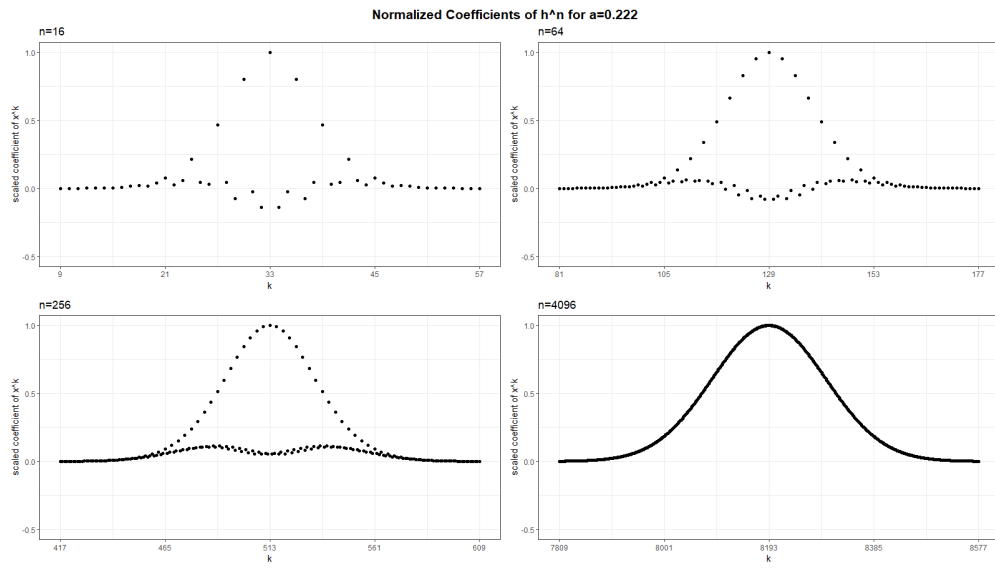 Normalized Coefficients of h^n for a=0.222
n=16
scaled coefficient of x^k
1.0
0.5
0.0
-0.5
9 21 33 45 57
k
n=64
scaled coefficient of x^k
1.0
0.5
0.0
-0.5
81 105 129 153 177
k
n=256
scaled coefficient of x^k
1.0
0.5
0.0
-0.5
417 465 513 561 609
k
n=4096
scaled coefficient of x^k
1.0
0.5
0.0
-0.5
7809 8001 8193 8385 8577
k